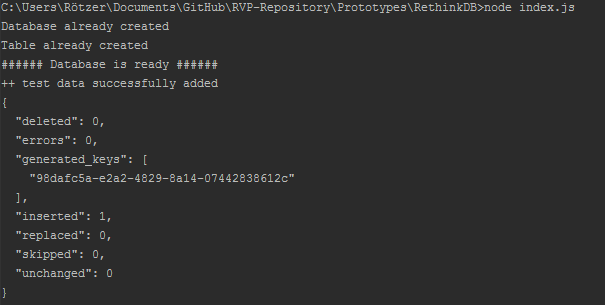 C:\Users\Rötzer\Documents\GitHub\RVP-Repository\Prototypes\RethinkDB>node index.js
Database already created
Table already created
###### Database is ready ######
++ test data successfully added
{
  "deleted": 0,
  "errors": 0,
  "generated_keys": [
    "98dafc5a-e2a2-4829-8a14-07442838612c"
  ],
  "inserted": 1,
  "replaced": 0,
  "skipped": 0,
  "unchanged": 0
}